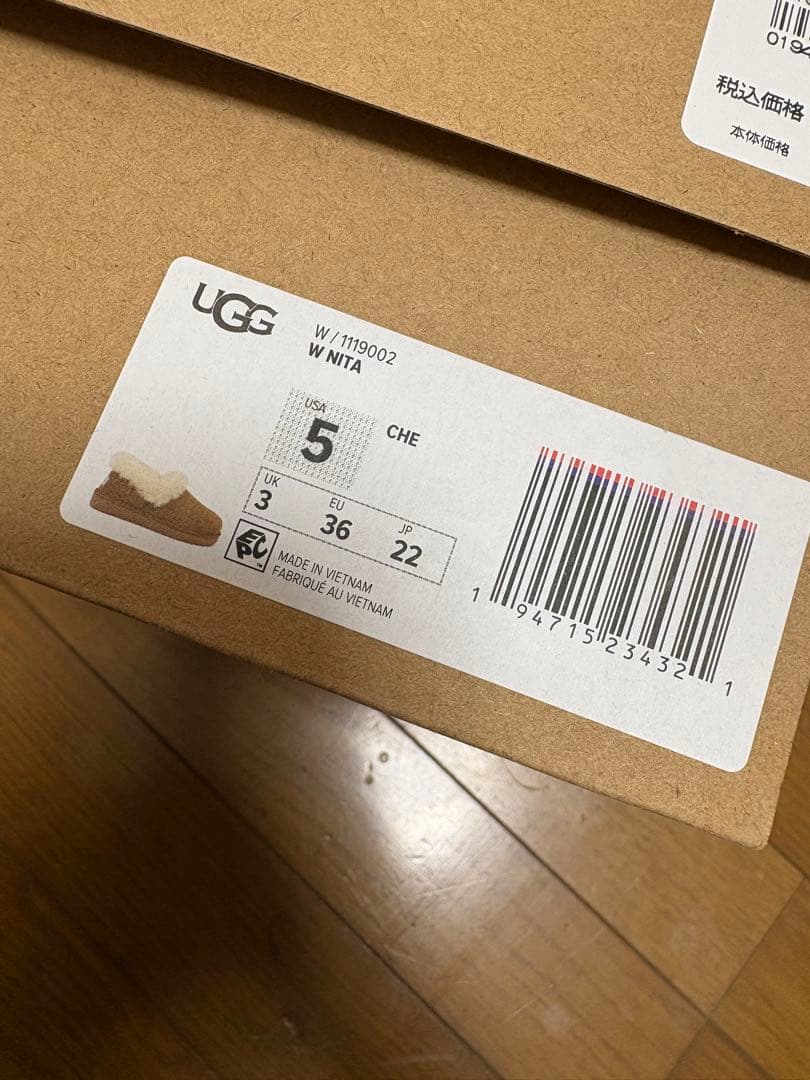 税込価格
本体価格
UGG
W / 1119002
W NITA
USA
5
CHE
UK
3
EU
36
JP
22
EPC
MADE IN VIETNAM
FABRIQUÉ AU VIETNAM
1 94715 23432 1